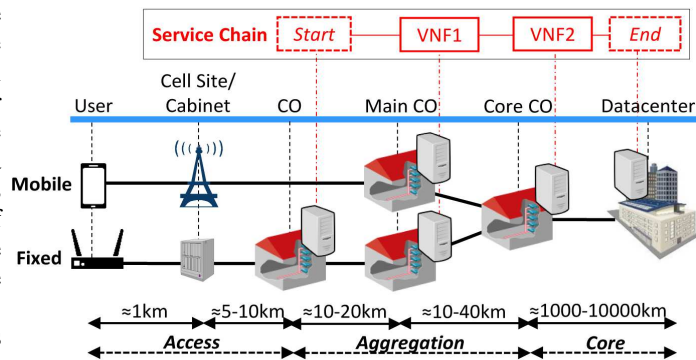 Service Chain Start VNF1 VNF2 End
Cell Site/
User Cabinet CO Main CO Core CO Datacenter
Mobile
Fixed
≈1km ≈5-10km ≈10-20km ≈10-40km ≈1000-10000km
Access Aggregation Core